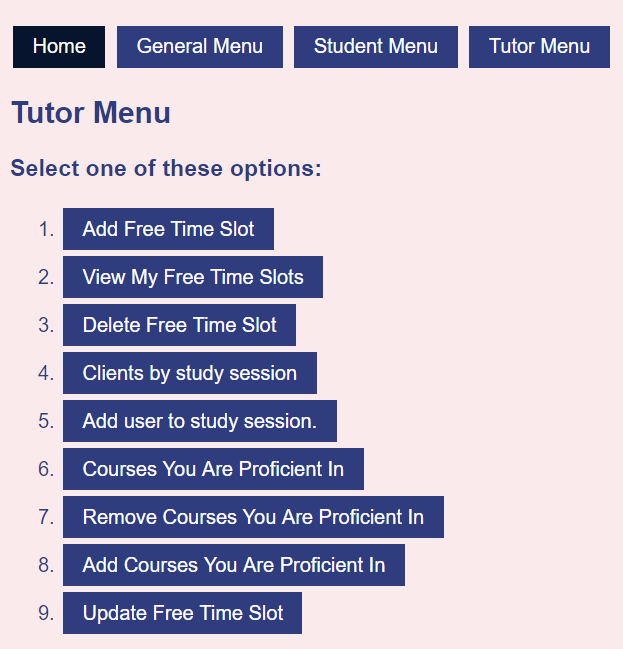 Home General Menu Student Menu Tutor Menu
Tutor Menu
Select one of these options:
1. Add Free Time Slot
2. View My Free Time Slots
3. Delete Free Time Slot
4. Clients by study session
5. Add user to study session.
6. Courses You Are Proficient In
7. Remove Courses You Are Proficient In
8. Add Courses You Are Proficient In
9. Update Free Time Slot